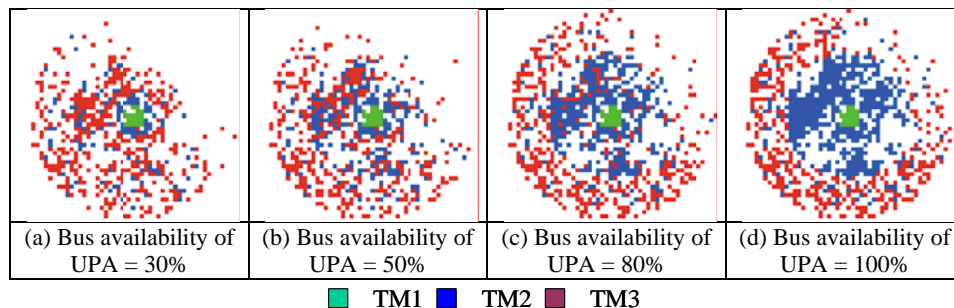 (a) Bus availability of
UPA = 30%
(b) Bus availability of
UPA = 50%
(c) Bus availability of
UPA = 80%
(d) Bus availability of
UPA = 100%
TM1 TM2 TM3